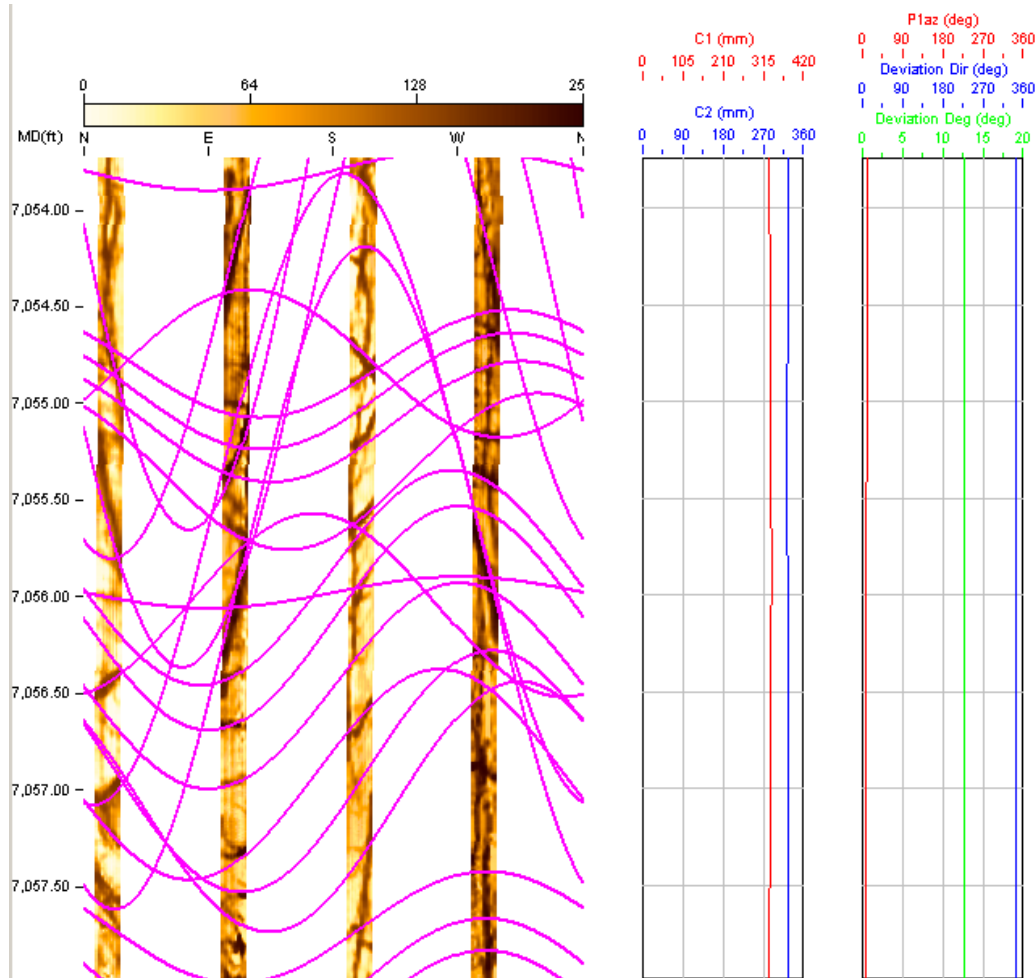 P1az (deg)
0 90 180 270 360
C1 (mm)
0 105 210 315 420
Deviation Dir (deg)
0 90 180 270 360
0 64 128 25
C2 (mm)
0 90 180 270 360
Deviation Deg (deg)
0 5 10 15 20
MD(ft) N E S W N
7,054.00
7,054.50
7,055.00
7,055.50
7,056.00
7,056.50
7,057.00
7,057.50